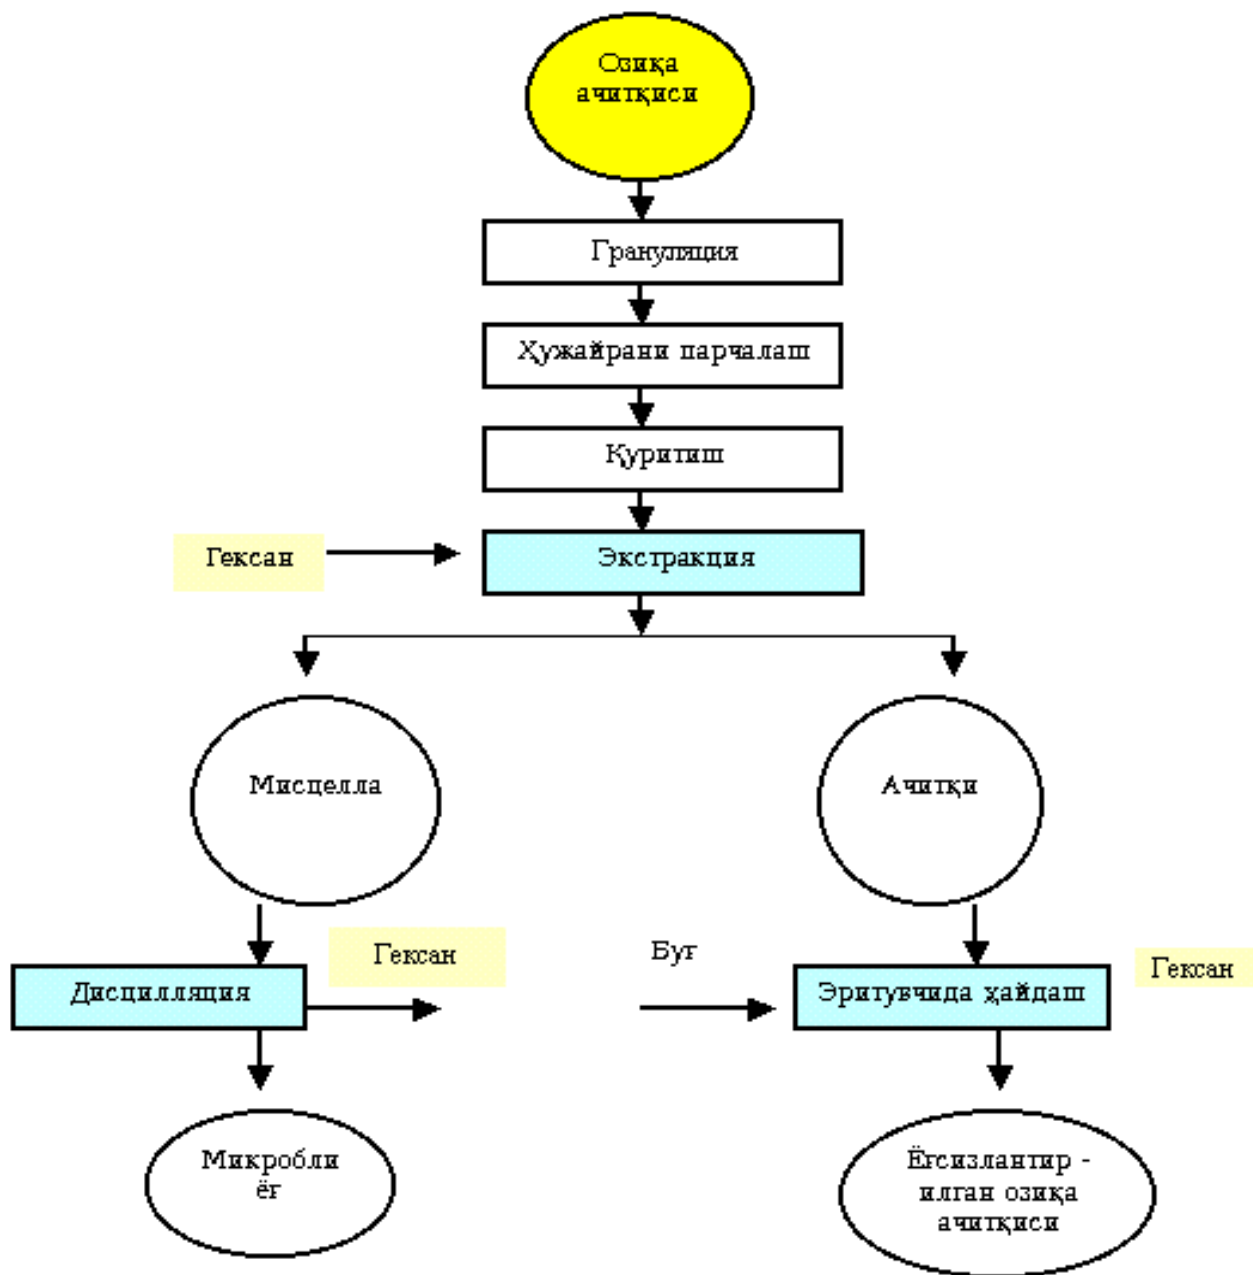 Озиқа
ачитқиси
Грануляция
Ҳужайрани парчалаш
Қуритиш
Гексан
Экстракция
Мисцелла
Ачитқи
Гексан
Буғ
Гексан
Дисцилляция
Эритувчида ҳайдаш
Микробли
ёғ
Ёғсизлантир -
илган озиқа
ачитқиси